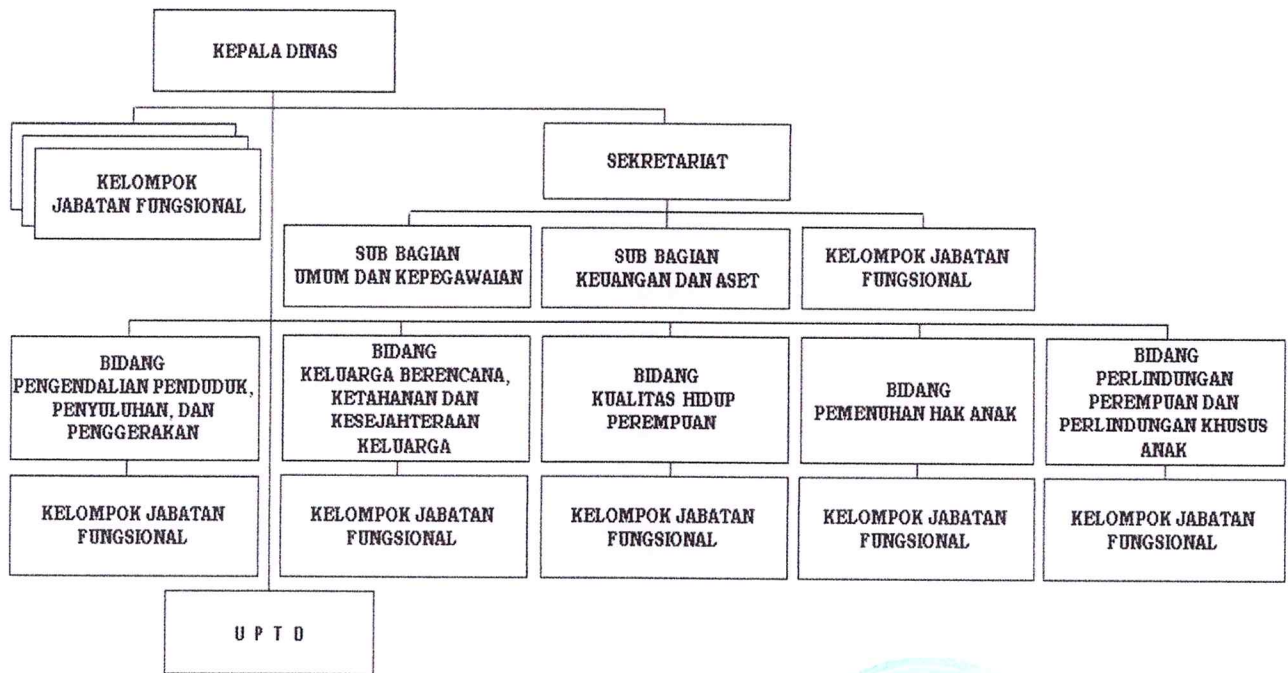 KEPALA DINAS
KELOMPOK
JABATAN FUNGSIONAL
SEKRETARIAT
SUB BAGIAN
UMUM DAN KEPEGAWAIAN
SUB BAGIAN
KEUANGAN DAN ASET
KELOMPOK JABATAN
FUNGSIONAL
BIDANG
PENGENDALIAN PENDUDUK,
PENYULUHAN, DAN
PENGGERAKAN
BIDANG
KELUARGA BERENCANA,
KETAHANAN DAN
KESEJAHTERAAN
KELUARGA
BIDANG
KUALITAS HIDUP
PEREMPUAN
BIDANG
PEMENUHAN HAK ANAK
BIDANG
PERLINDUNGAN
PEREMPUAN DAN
PERLINDUNGAN KHUSUS
ANAK
KELOMPOK JABATAN
FUNGSIONAL
KELOMPOK JABATAN
FUNGSIONAL
KELOMPOK JABATAN
FUNGSIONAL
KELOMPOK JABATAN
FUNGSIONAL
KELOMPOK JABATAN
FUNGSIONAL
U P T D